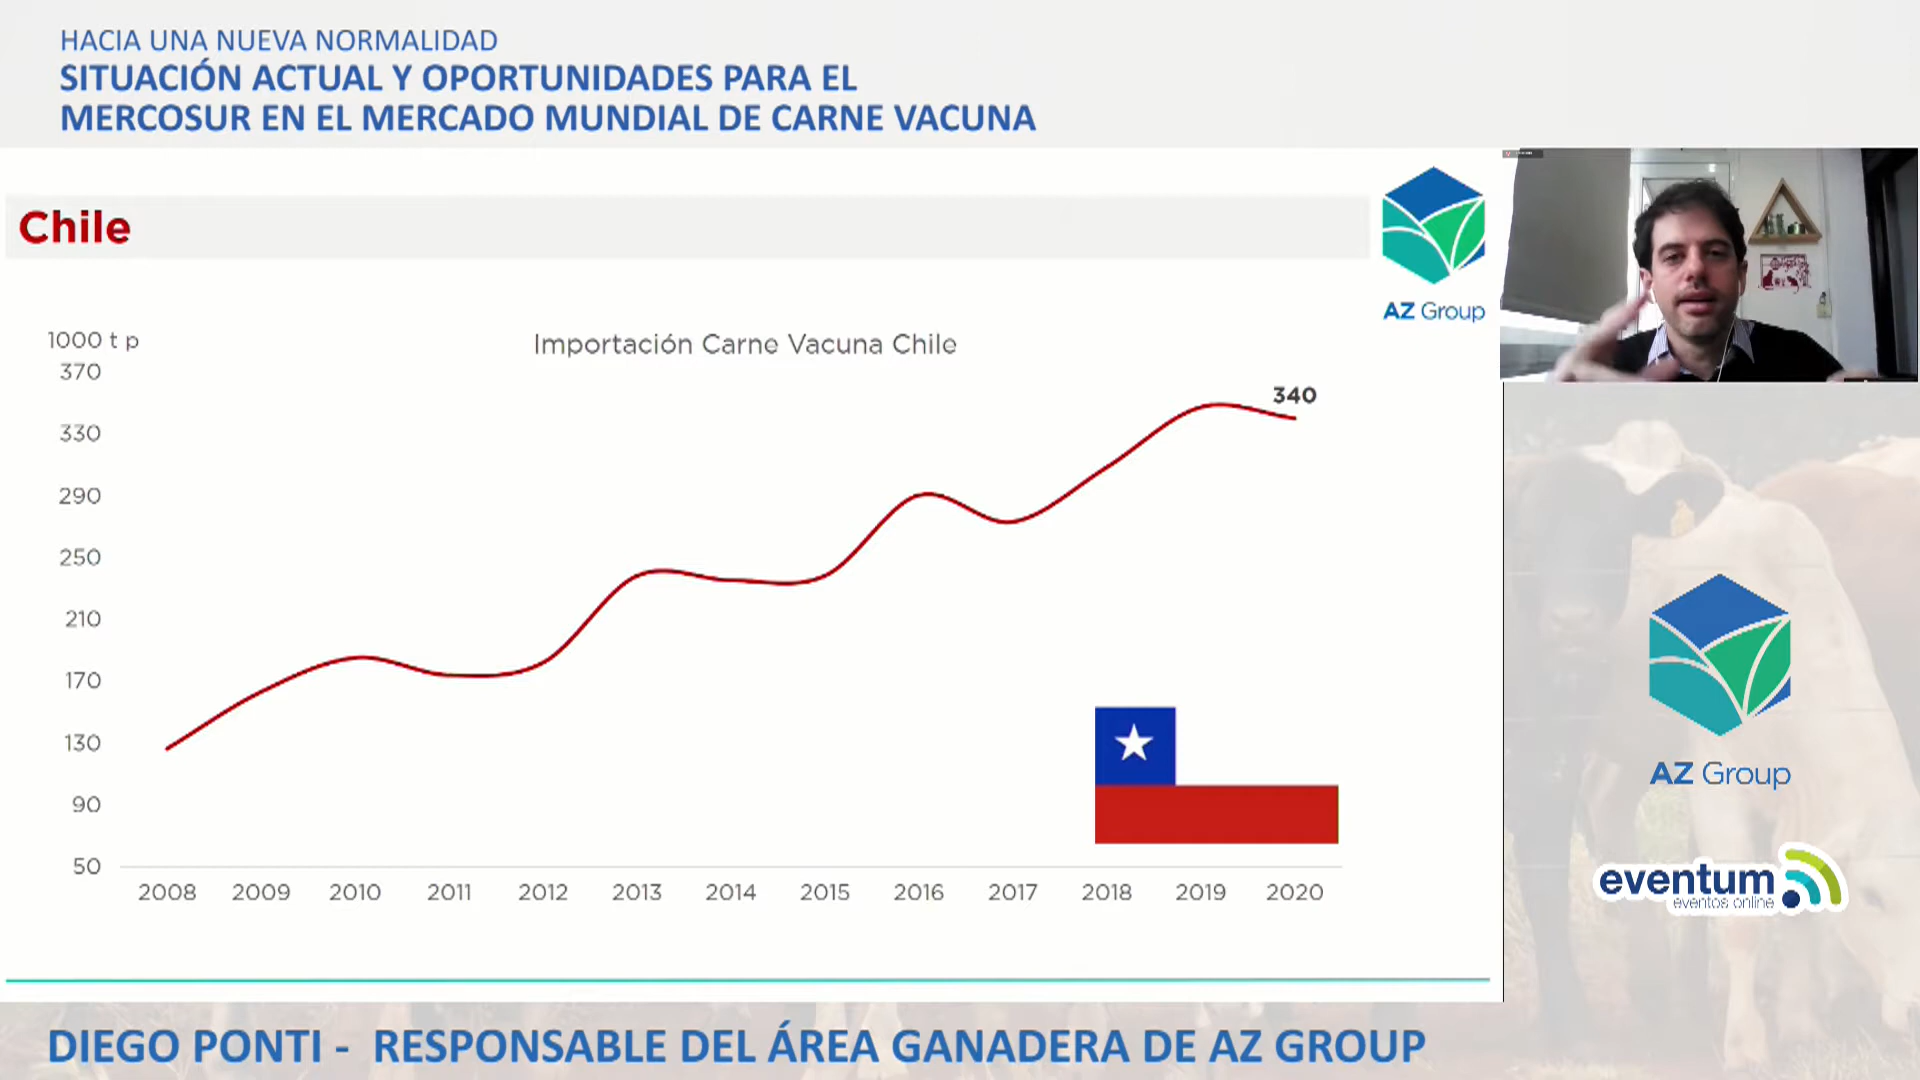 HACIA UNA NUEVA NORMALIDAD
SITUACIÓN ACTUAL Y OPORTUNIDADES PARA EL
MERCOSUR EN EL MERCADO MUNDIAL DE CARNE VACUNA
Chile
AZ Group
1000 t p
Importación Carne Vacuna Chile
370
340
330
290
250
210
170
130
90
50
2008 2009 2010 2011 2012 2013 2014 2015 2016 2017 2018 2019 2020
AZ Group
eventum
eventos online
DIEGO PONTI - RESPONSABLE DEL ÁREA GANADERA DE AZ GROUP